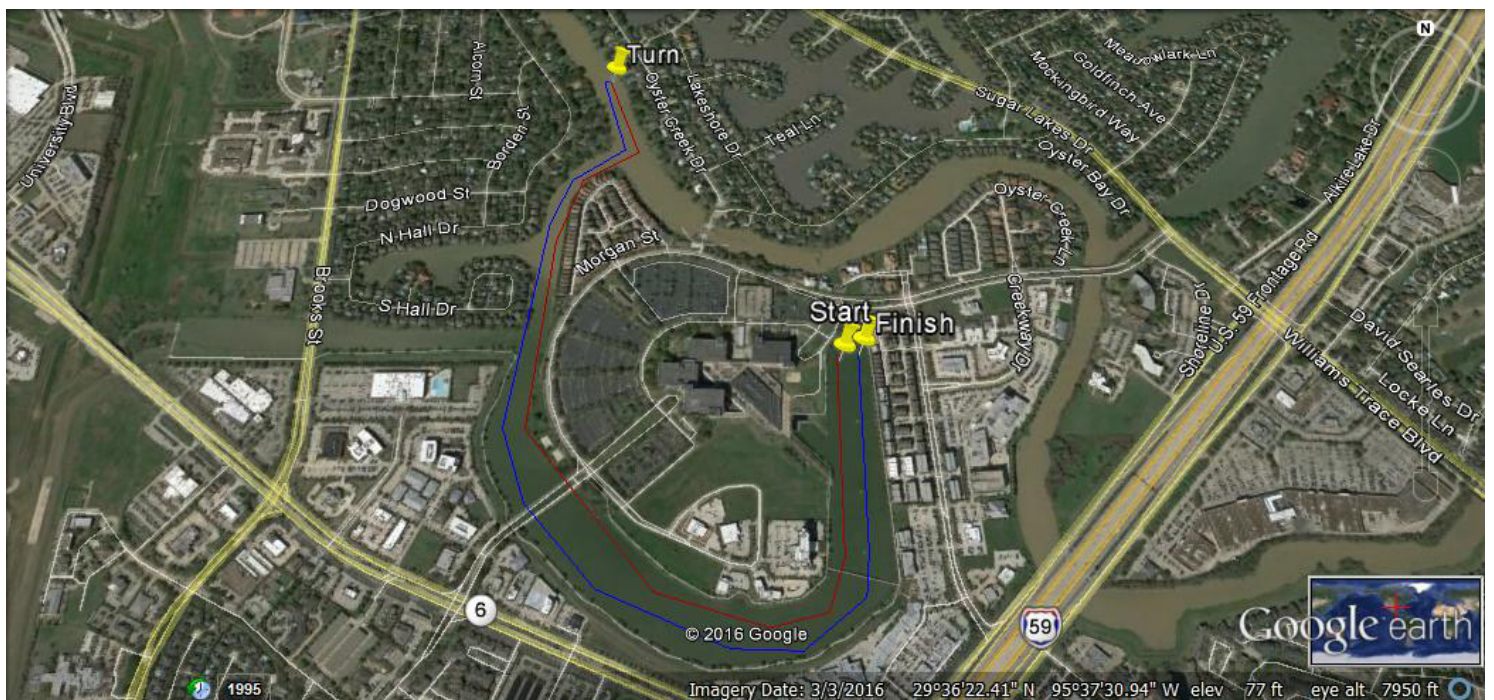 N
Turn
Alcorn St
Borden St
University Blvd
Oyster Creek Dr
Lakeshore Dr
Teal Ln
Meadowlark Ln
Goldfinch Ave
Mockingbird Way
Sugar Lakes Dr
Oyster Bay Dr
Alkire Lake Dr
Dogwood St
N Hall Dr
S Hall Dr
Brooks St
Morgan St
Oyster Creek Ln
Creekway Dr
Start
Finish
Shoreline Dr
U.S. 59 Frontage Rd
Williams Trace Blvd
David Searles Dr
Locke Ln
6
59
© 2016 Google
Google earth
1995
Imagery Date: 3/3/2016 29°36'22.41" N 95°37'30.94" W elev 77 ft eye alt 7950 ft